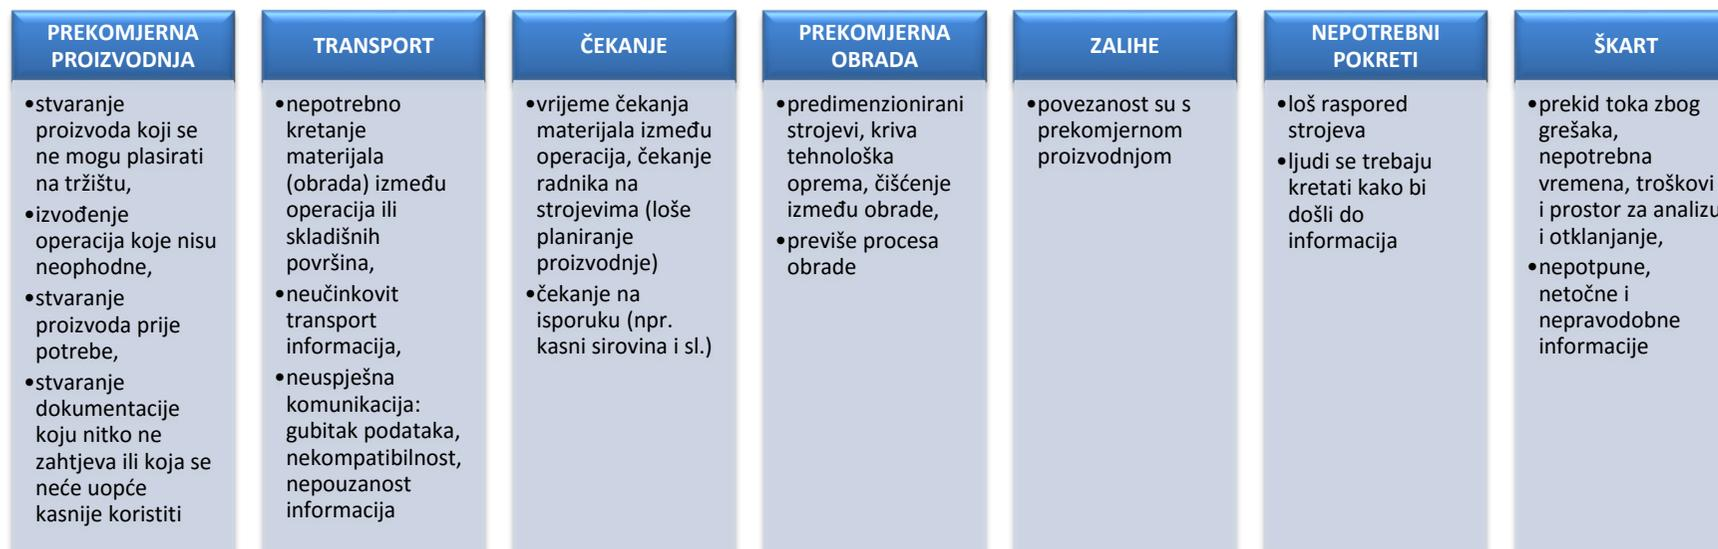 PREKOMJERNA
PROIZVODNJA
•stvaranje
proizvoda koji se
ne mogu plasirati
na tržištu,
•izvođenje
operacija koje nisu
neophodne,
•stvaranje
proizvoda prije
potrebe,
•stvaranje
dokumentacije
koju nitko ne
zahtjeva ili koja se
neće uopće
kasnije koristiti
TRANSPORT
•nepotrebno
kretanje
materijala
(obrada) između
operacija ili
skladišnih
površina,
•neučinkovit
transport
informacija,
•neuspješna
komunikacija:
gubitak podataka,
nekompatibilnost,
nepouzanost
informacija
ČEKANJE
•vrijeme čekanja
materijala između
operacija, čekanje
radnika na
strojevima (loše
planiranje
proizvodnje)
•čekanje na
isporuku (npr.
kasni sirovina i sl.)
PREKOMJERNA
OBRADA
•predimenzionirani
strojevi, kriva
tehnološka
oprema, čišćenje
između obrade,
•previše procesa
obrade
ZALIHE
•povezanost su s
prekomjernom
proizvodnjom
NEPOTREBNI
POKRETI
•loš raspored
strojeva
•ljudi se trebaju
kretati kako bi
došli do
informacija
ŠKART
•prekid toka zbog
grešaka,
nepotrebna
vremena, troškovi
i prostor za analizu
i otklanjanje,
•nepotpune,
netočne i
nepravodobne
informacije